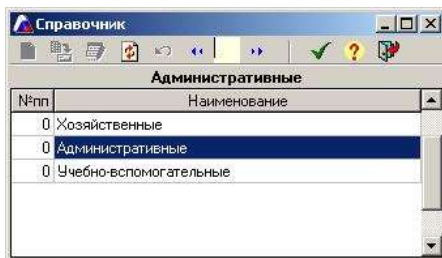 Справочник
Административные
№пп Наименование
0 Хозяйственные
0 Административные
0 Учебно-вспомогательные